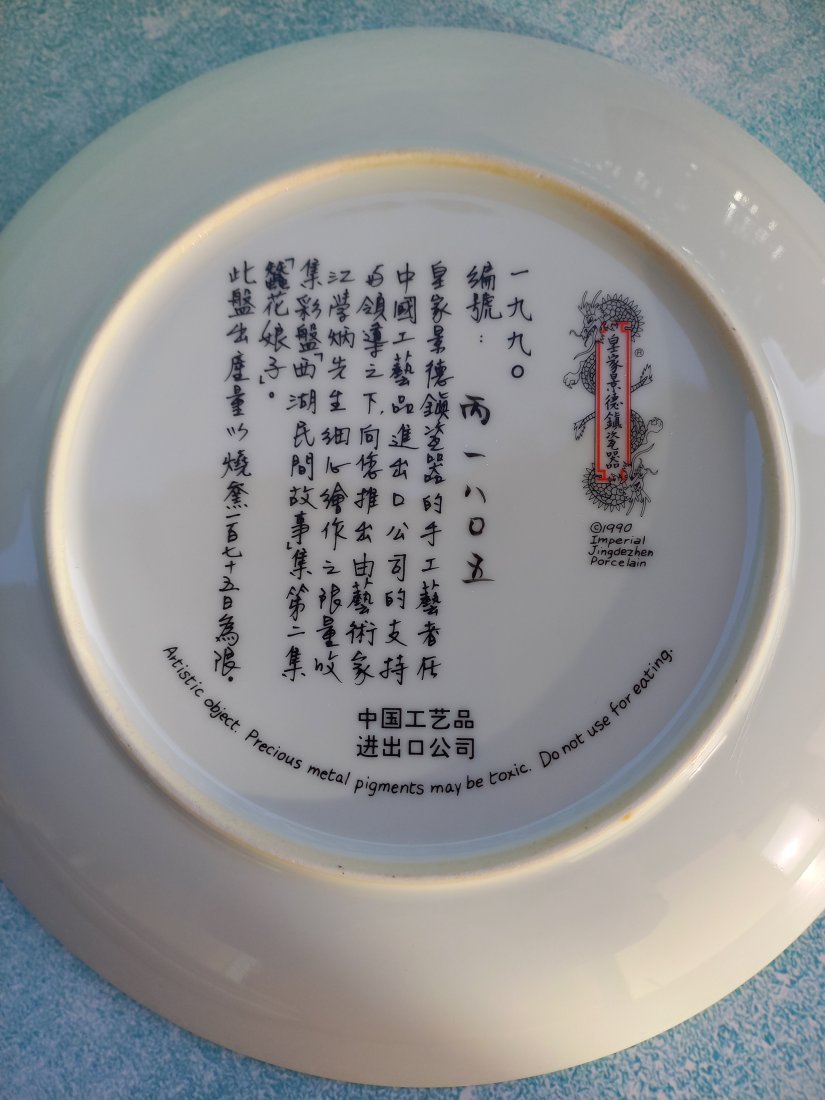 皇家景德鎮瓷器
®
©1990
Imperial
Jingdezhen
Porcelain
一九九〇
編號：丙一八〇五
皇家景德鎮瓷器的手工藝者在
中國工藝品進出口公司的支持
与領導之下，向您推出由藝術家
江學炳先生細心繪作之限量收
集彩盤「西湖民間故事」集第二集
「蠶花娘子」。
此盤出產量以燒窯一百七十五日為限。
中国工艺品
进出口公司
Artistic object. Precious metal pigments may be toxic. Do not use for eating.